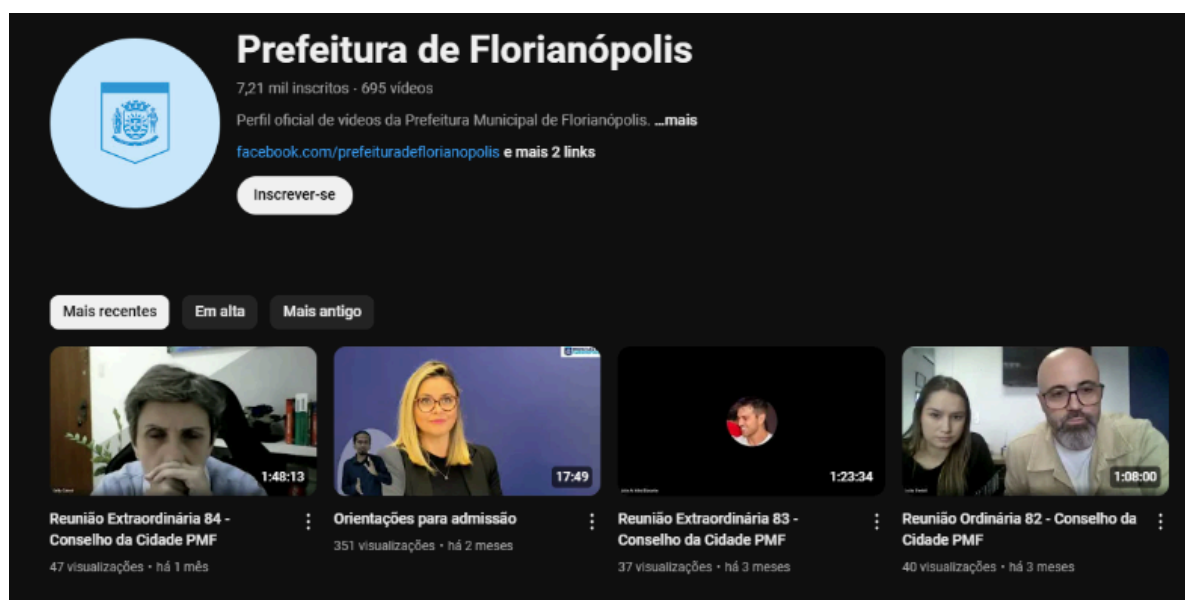 Prefeitura de Florianópolis
7,21 mil inscritos - 695 vídeos
Perfil oficial de vídeos da Prefeitura Municipal de Florianópolis. ...mais
facebook.com/prefeituradeflorianopolis e mais 2 links
Inscrever-se
Mais recentes
Em alta
Mais antigo
1:48:13
17:49
1:23:34
1:08:00
Reunião Extraordinária 84 -
Conselho da Cidade PMF
47 visualizações • há 1 mês
Orientações para admissão
351 visualizações • há 2 meses
Reunião Extraordinária 83 -
Conselho da Cidade PMF
37 visualizações • há 3 meses
Reunião Ordinária 82 - Conselho da
Cidade PMF
40 visualizações • há 3 meses